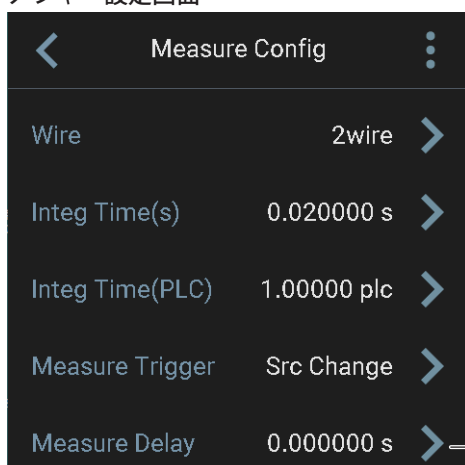 設定画面
Measure Config
Wire 2wire
Integ Time(s) 0.020000 s
Integ Time(PLC) 1.00000 plc
Measure Trigger Src Change
Measure Delay 0.000000 s